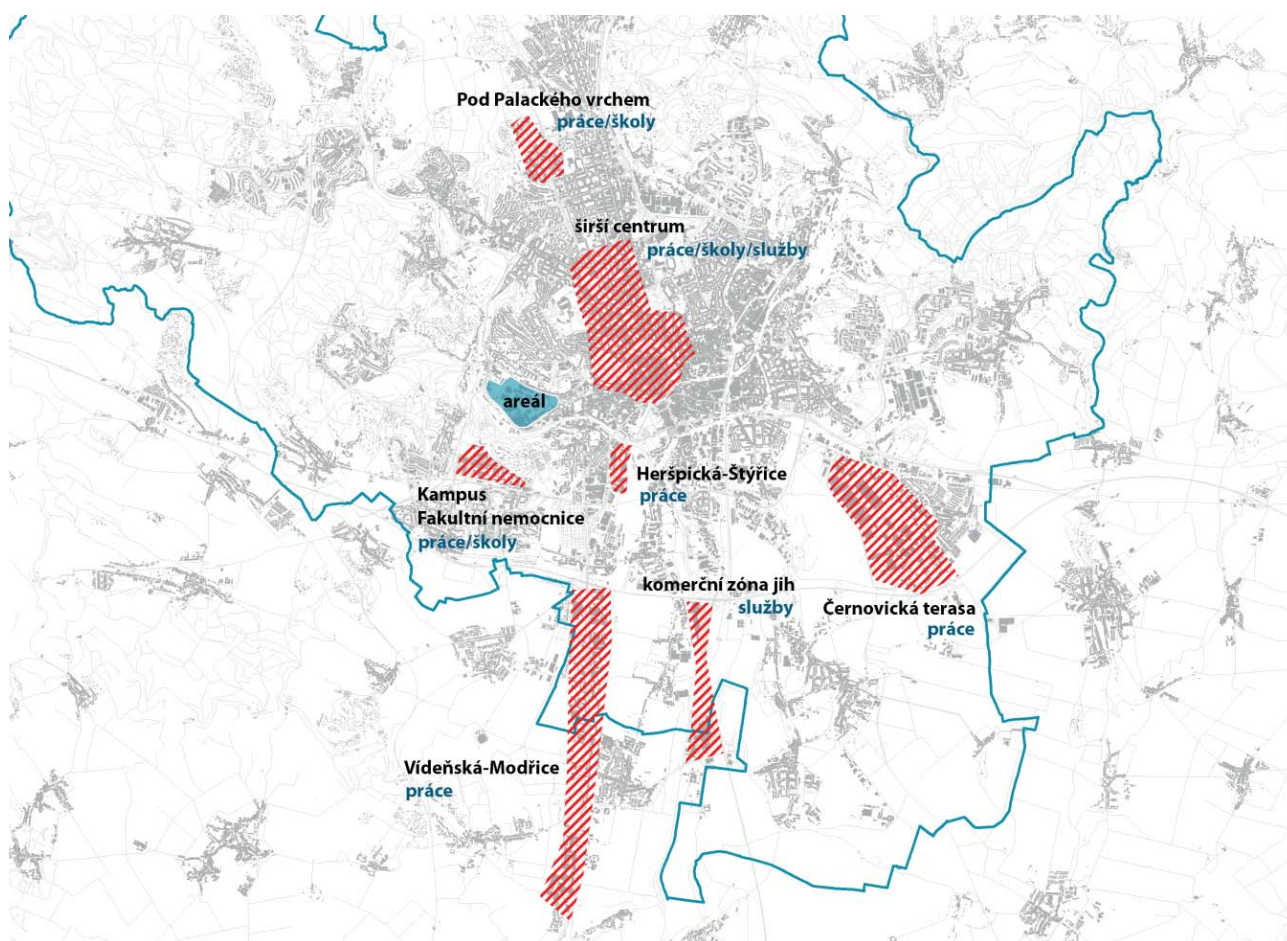 Pod Palackého vrchem
práce/školy
širší centrum
práce/školy/služby
areál
Heršpická-Štýřice
práce
Kampus
Fakultní nemocnice
práce/školy
komerční zóna jih
služby
Černovická terasa
práce
Vídeňská-Modřice
práce